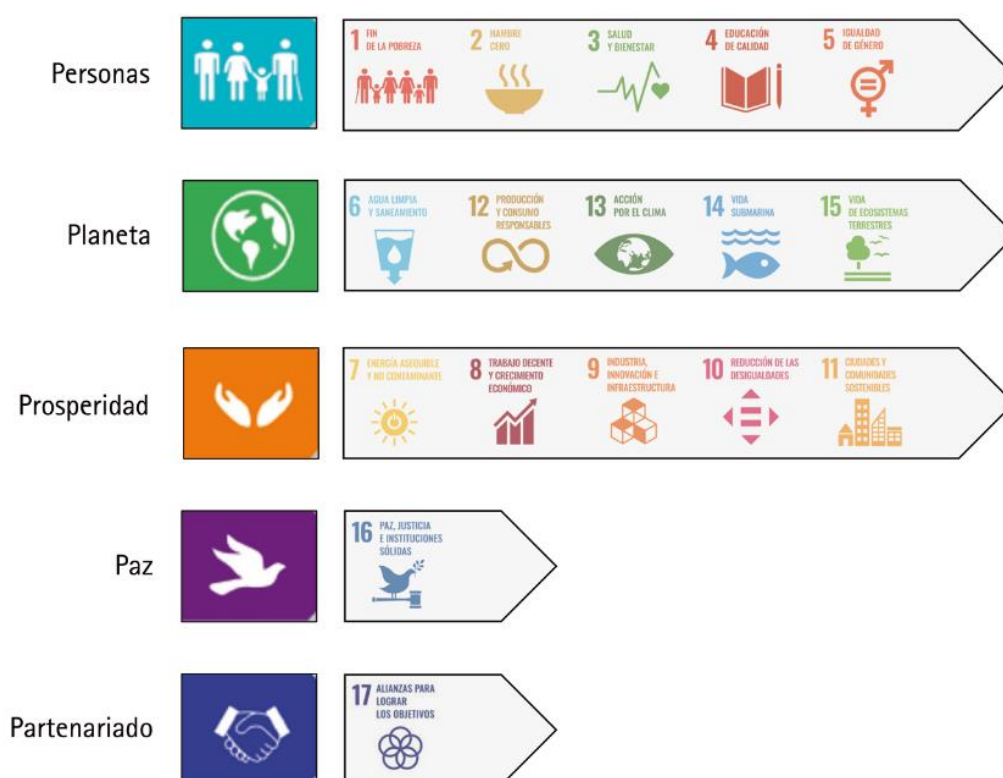 Personas
1 FIN
DE LA POBREZA
2 HAMBRE
CERO
3 SALUD
Y BIENESTAR
4 EDUCACIÓN
DE CALIDAD
5 IGUALDAD
DE GÉNERO
Planeta
6 AGUA LIMPIA
Y SANEAMIENTO
12 PRODUCCIÓN
Y CONSUMO
RESPONSABLES
13 ACCIÓN
POR EL CLIMA
14 VIDA
SUBMARINA
15 VIDA
DE ECOSISTEMAS
TERRESTRES
Prosperidad
7 ENERGÍA ASEQUIBLE
Y NO CONTAMINANTE
8 TRABAJO DECENTE
Y CRECIMIENTO
ECONÓMICO
9 INDUSTRIA,
INNOVACIÓN E
INFRAESTRUCTURA
10 REDUCCIÓN DE LAS
DESIGUALDADES
11 CIUDADES Y
COMUNIDADES
SOSTENIBLES
Paz
16 PAZ, JUSTICIA
E INSTITUCIONES
SÓLIDAS
Partenariado
17 ALIANZAS PARA
LOGRAR
LOS OBJETIVOS